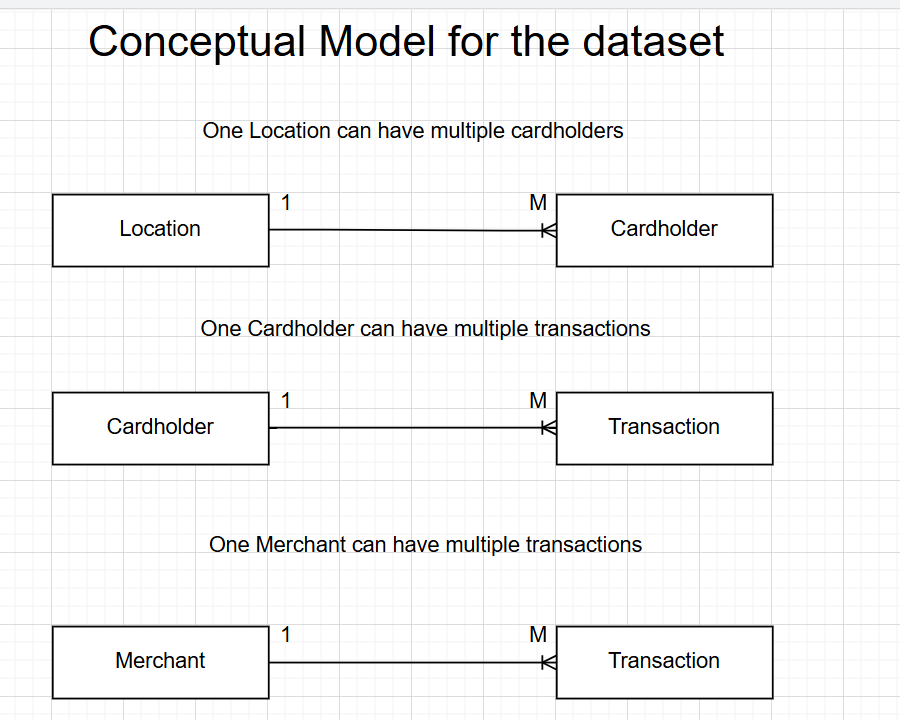 Conceptual Model for the dataset
One Location can have multiple cardholders
1 M
Location Cardholder
One Cardholder can have multiple transactions
1 M
Cardholder Transaction
One Merchant can have multiple transactions
1 M
Merchant Transaction